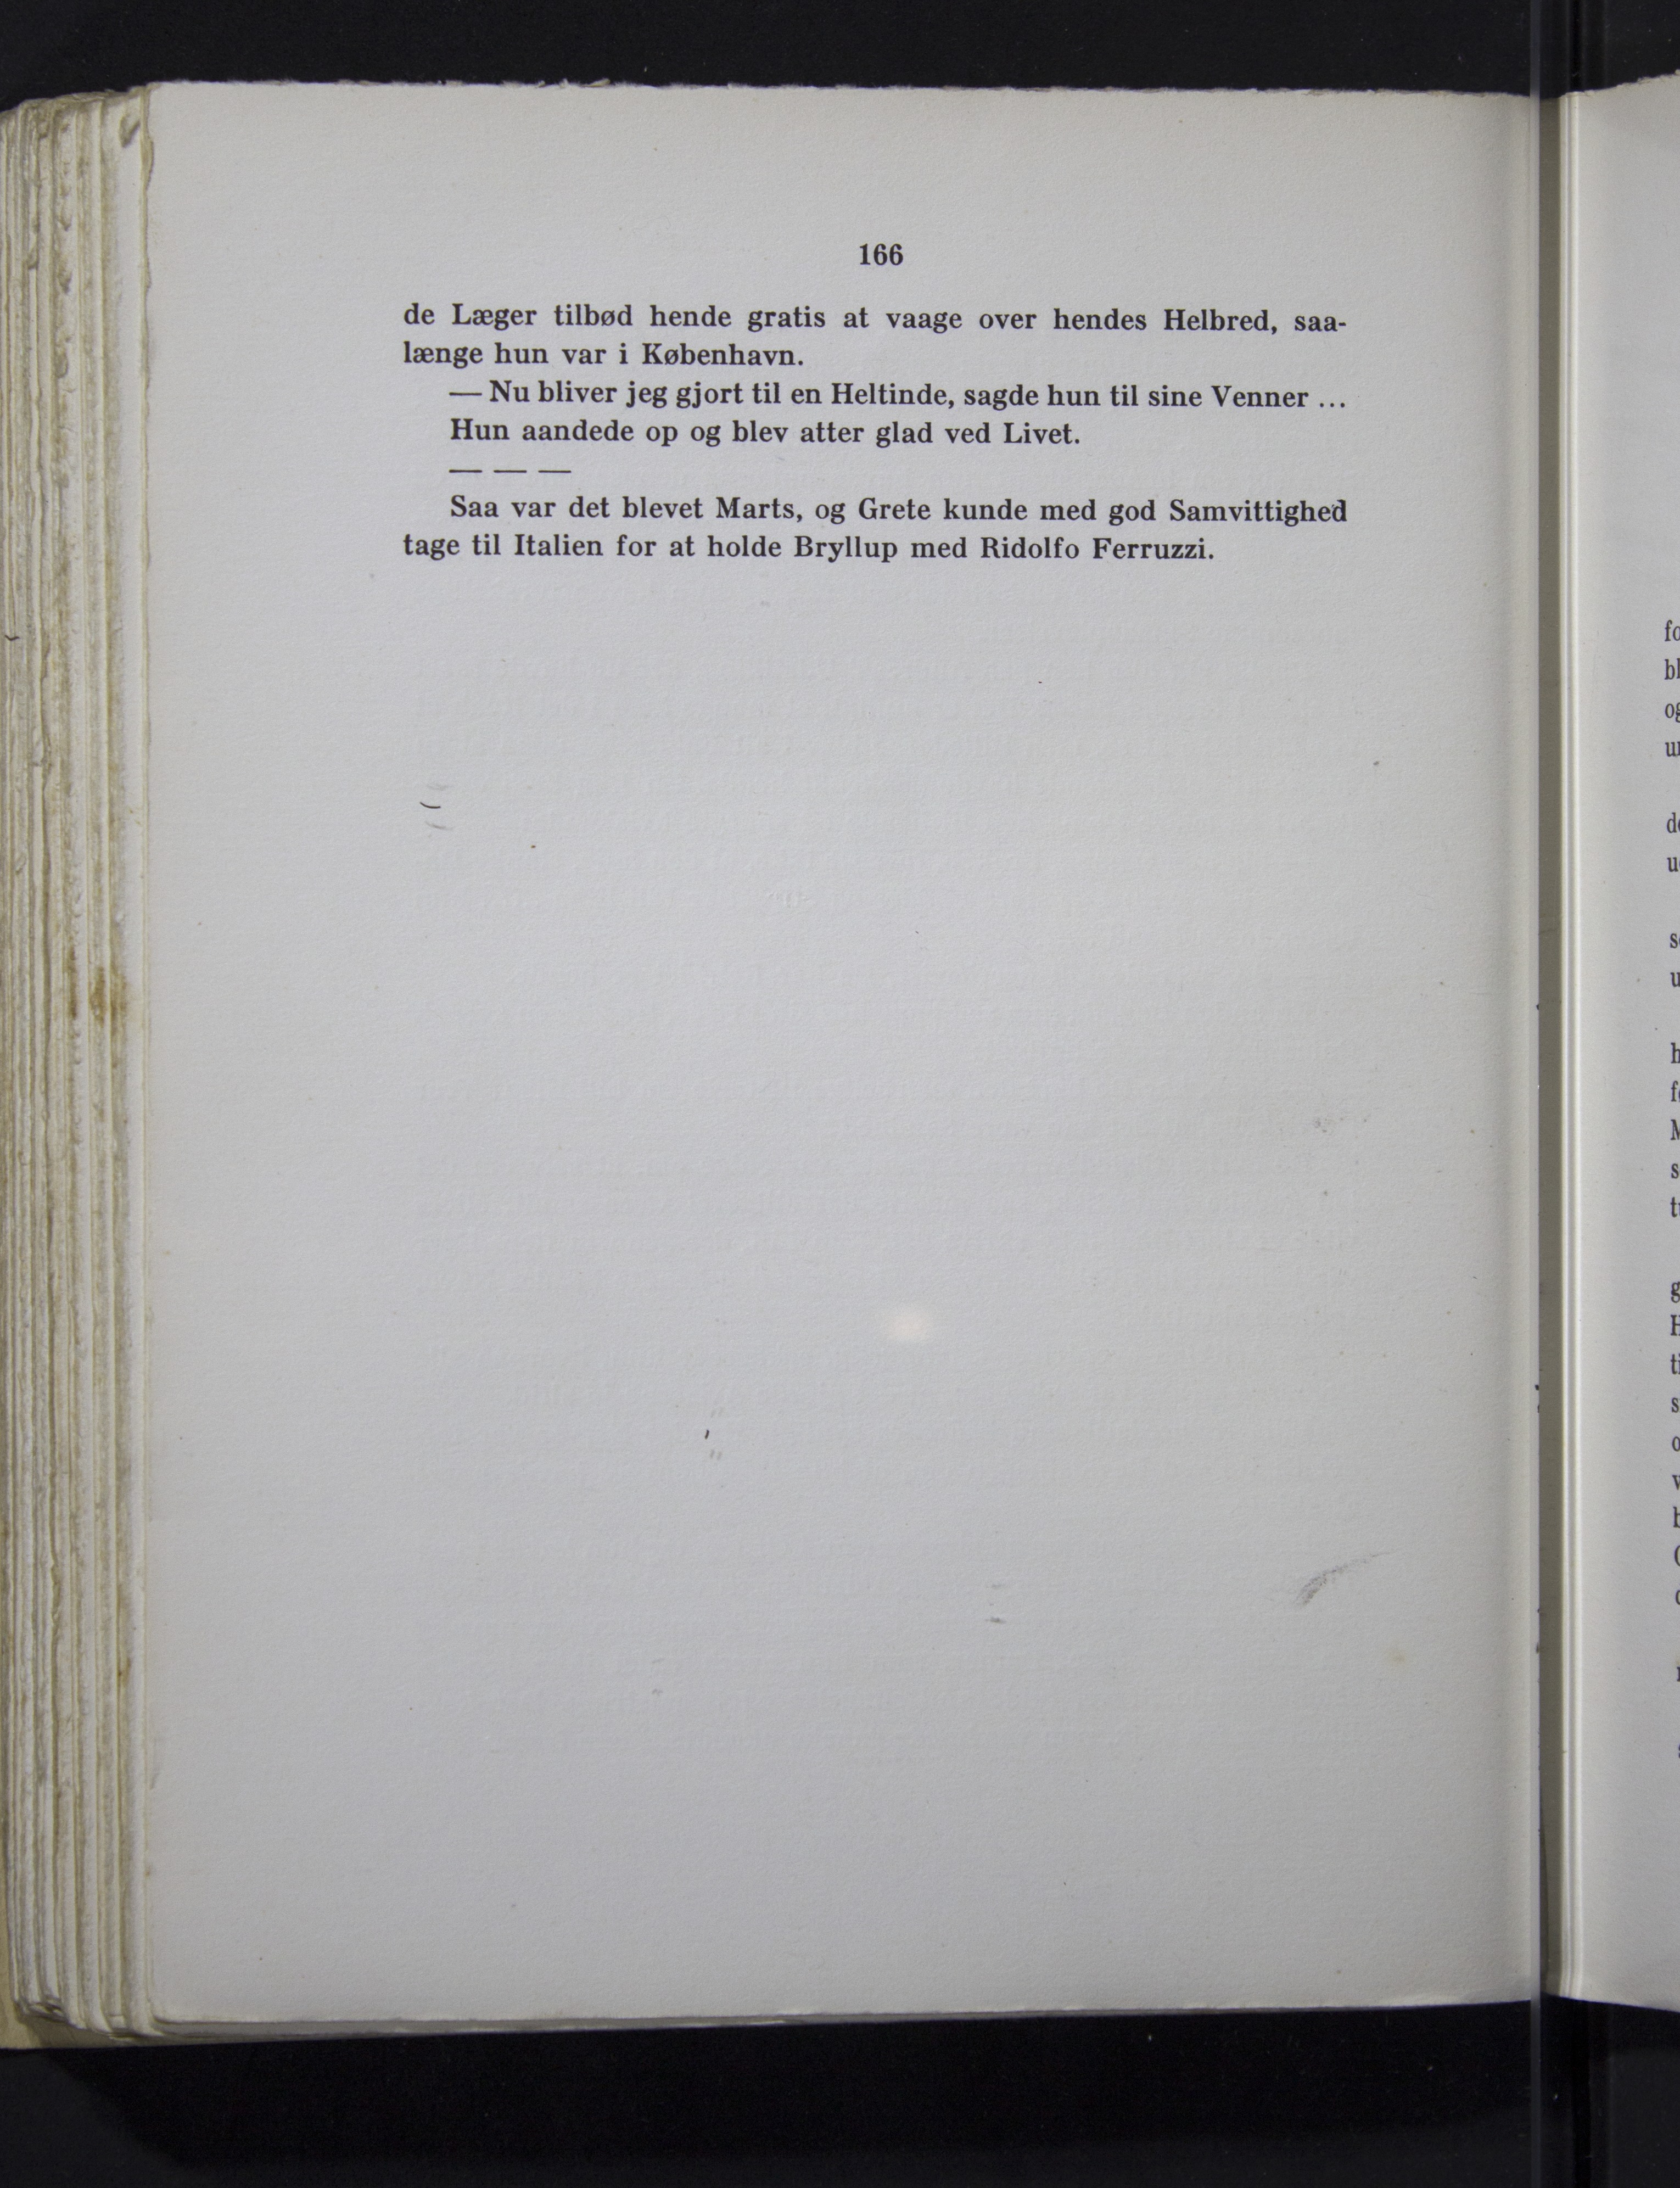 166
de Læger tilbød hende gratis at vaage over hendes Helbred, saa-
længe hun var i København.
— Nu bliver jeg gjort til en Heltinde, sagde hun til sine Venner ...
Hun aandede op og blev atter glad ved Livet.
— — —
Saa var det blevet Marts, og Grete kunde med god Samvittighed
tage til Italien for at holde Bryllup med Ridolfo Ferruzzi.